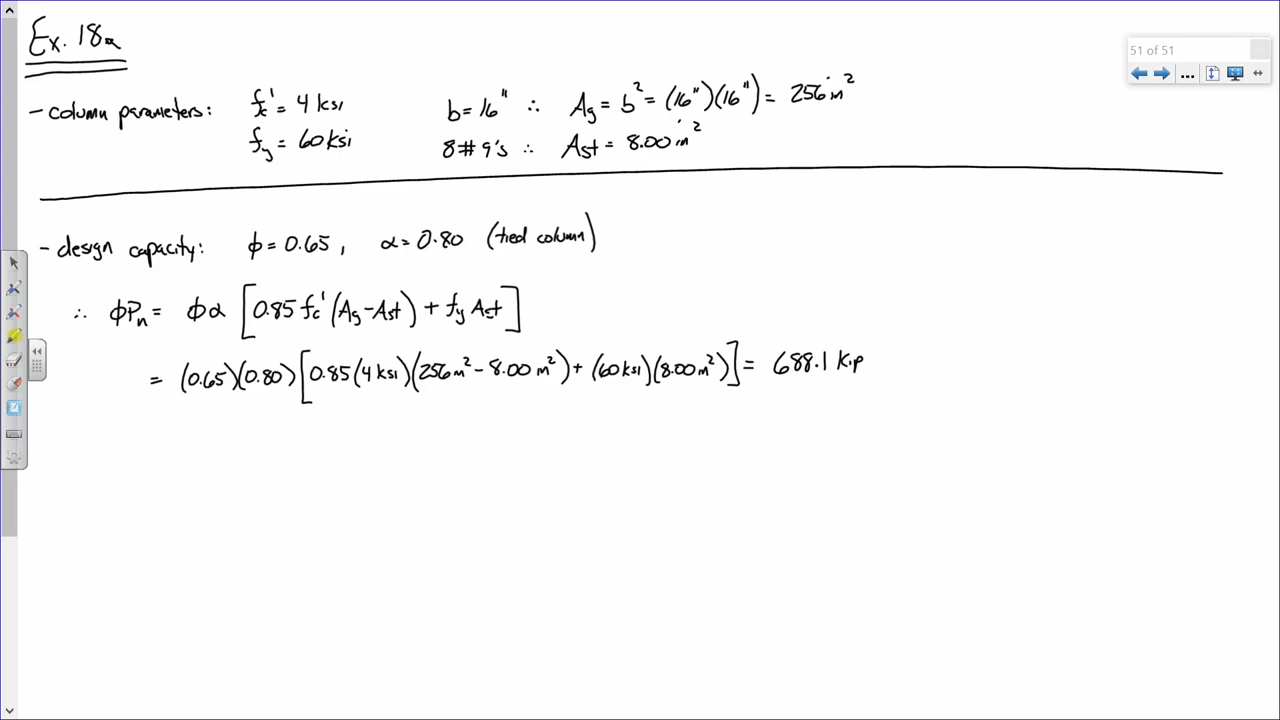 Ex. 18a
51 of 51
...
- column parameters: fc' = 4 ksi b = 16" ∴ Ag = b² = (16")(16") = 256 in²
fy = 60 ksi 8#9's ∴ Ast = 8.00 in²
- design capacity: ϕ = 0.65, α = 0.80 (tied column)
∴ ϕPn = ϕα [0.85 fc' (Ag - Ast) + fy Ast]
= (0.65)(0.80) [0.85 (4 ksi)(256 in² - 8.00 in²) + (60 ksi)(8.00 in²)] = 688.1 kip